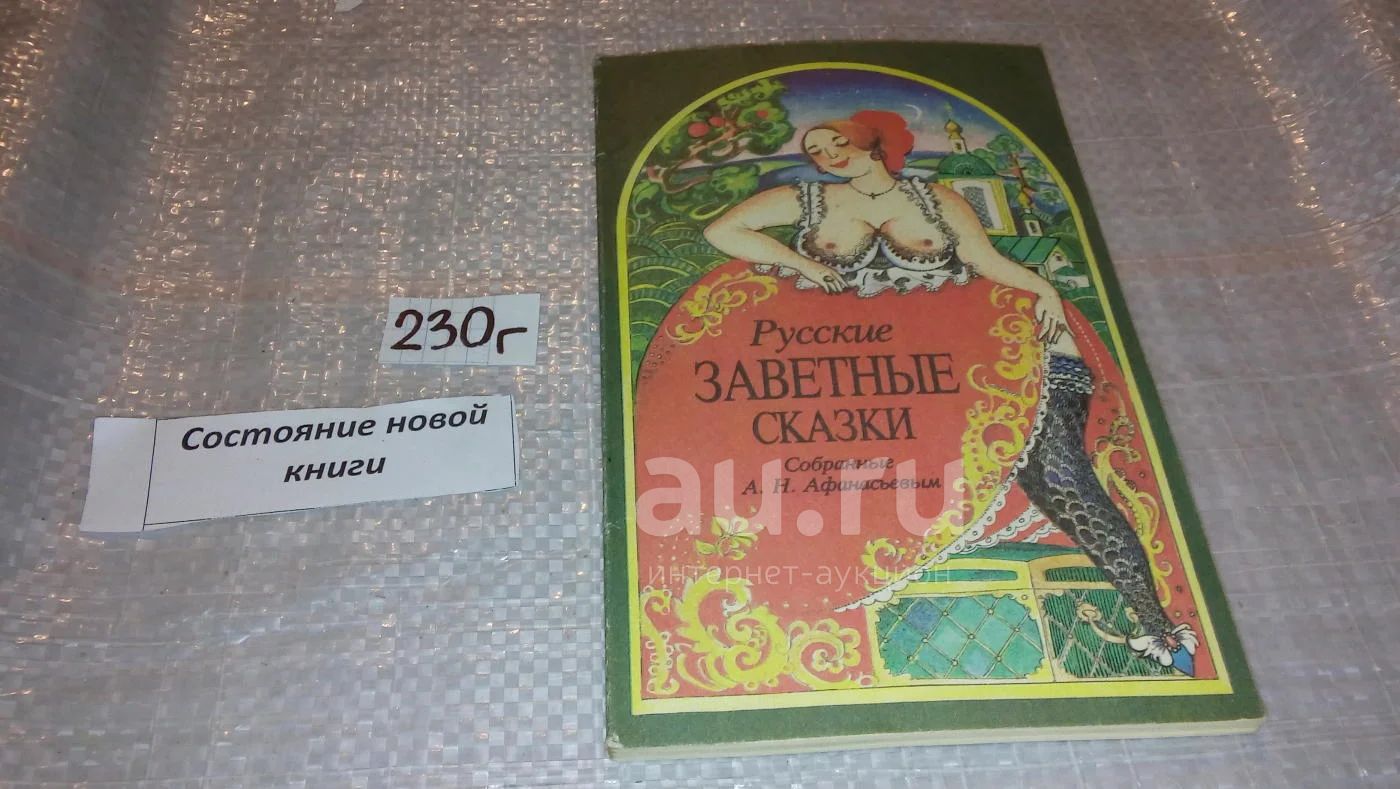 230г
Состояние новой
книги
Русские
ЗАВЕТНЫЕ
СКАЗКИ
Собранные
А. Н. Афанасьевым
au.ru
интернет-аукцион